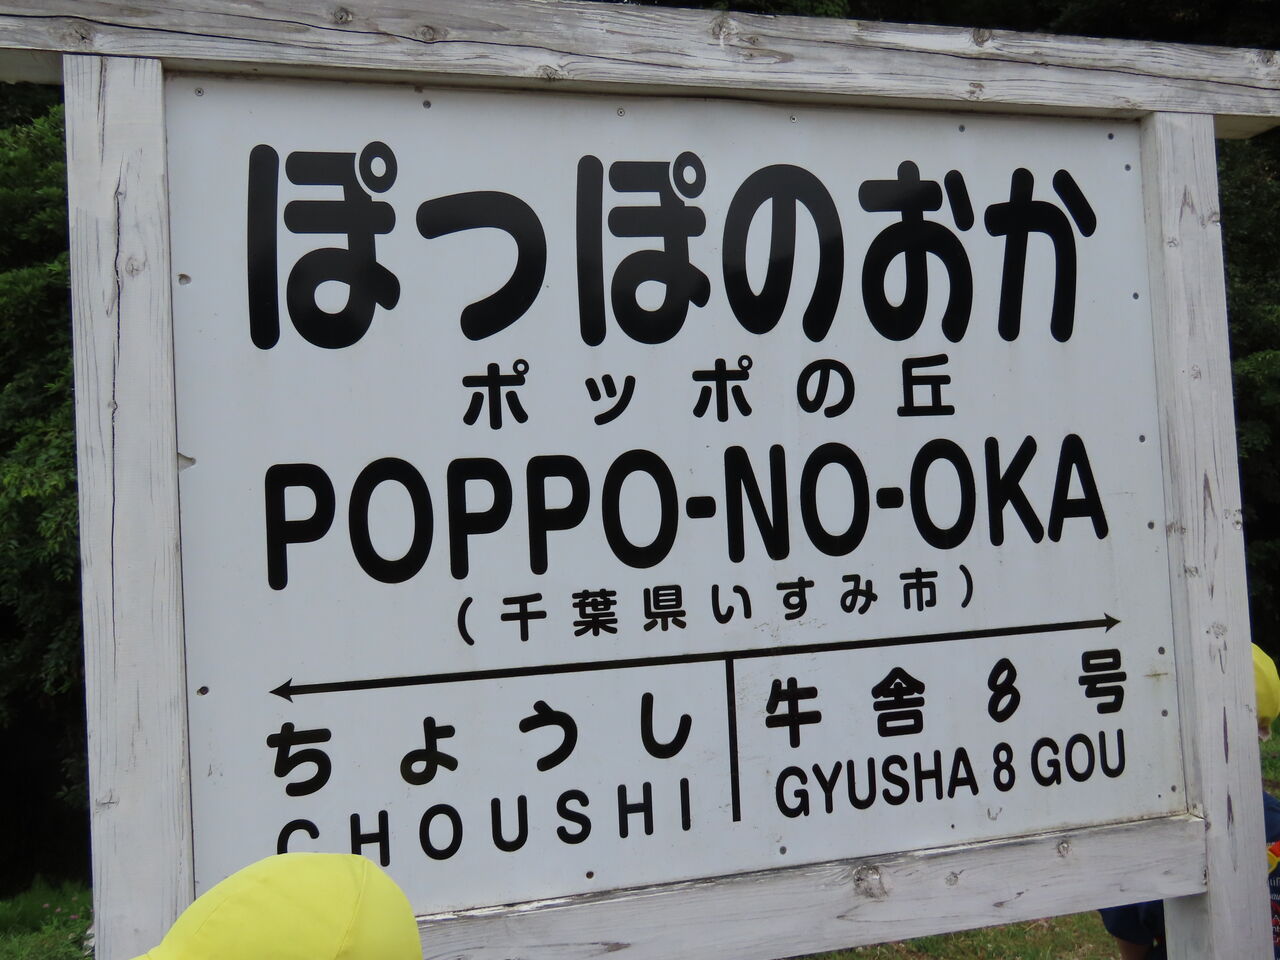 ぽっぽのおか
ポッポの丘
POPPO-NO-OKA
(千葉県いすみ市)
ちょうし
CHOUSHI
牛舎8号
GYUSHA 8 GOU